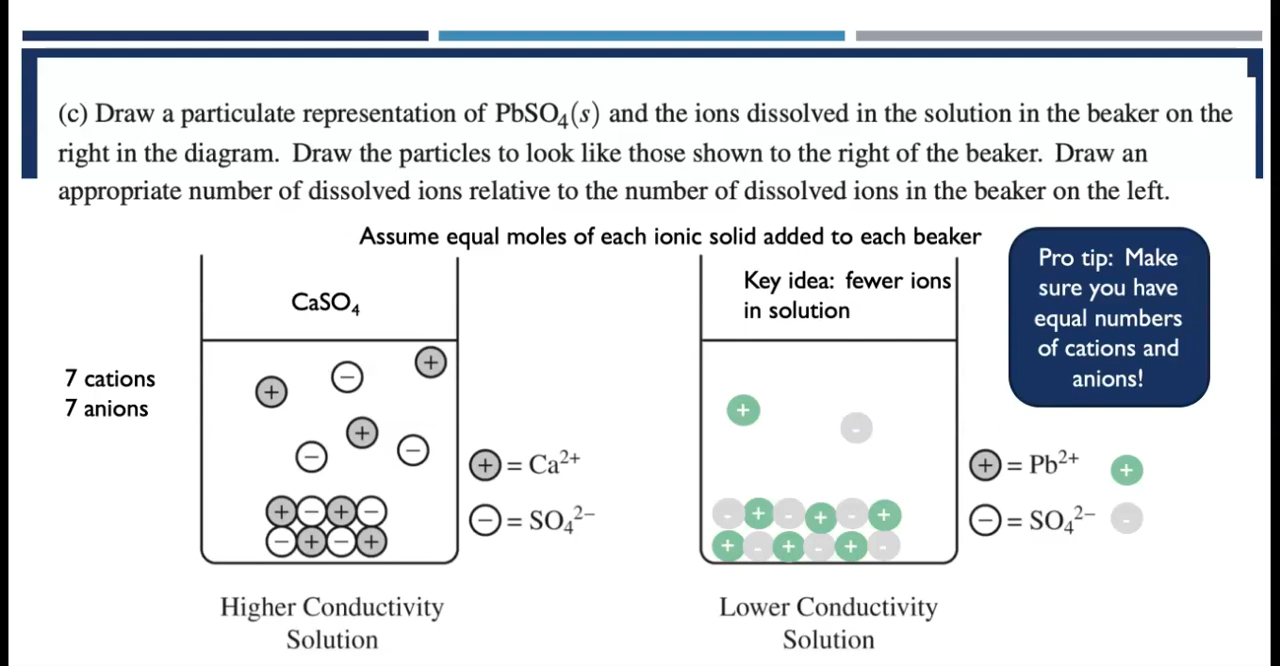 (c) Draw a particulate representation of PbSO₄(s) and the ions dissolved in the solution in the beaker on the
right in the diagram. Draw the particles to look like those shown to the right of the beaker. Draw an
appropriate number of dissolved ions relative to the number of dissolved ions in the beaker on the left.
Assume equal moles of each ionic solid added to each beaker
CaSO₄
7 cations
7 anions
+ = Ca²⁺
− = SO₄²⁻
Higher Conductivity
Solution
Key idea: fewer ions
in solution
+ = Pb²⁺ +
− = SO₄²⁻ -
Lower Conductivity
Solution
Pro tip: Make
sure you have
equal numbers
of cations and
anions!